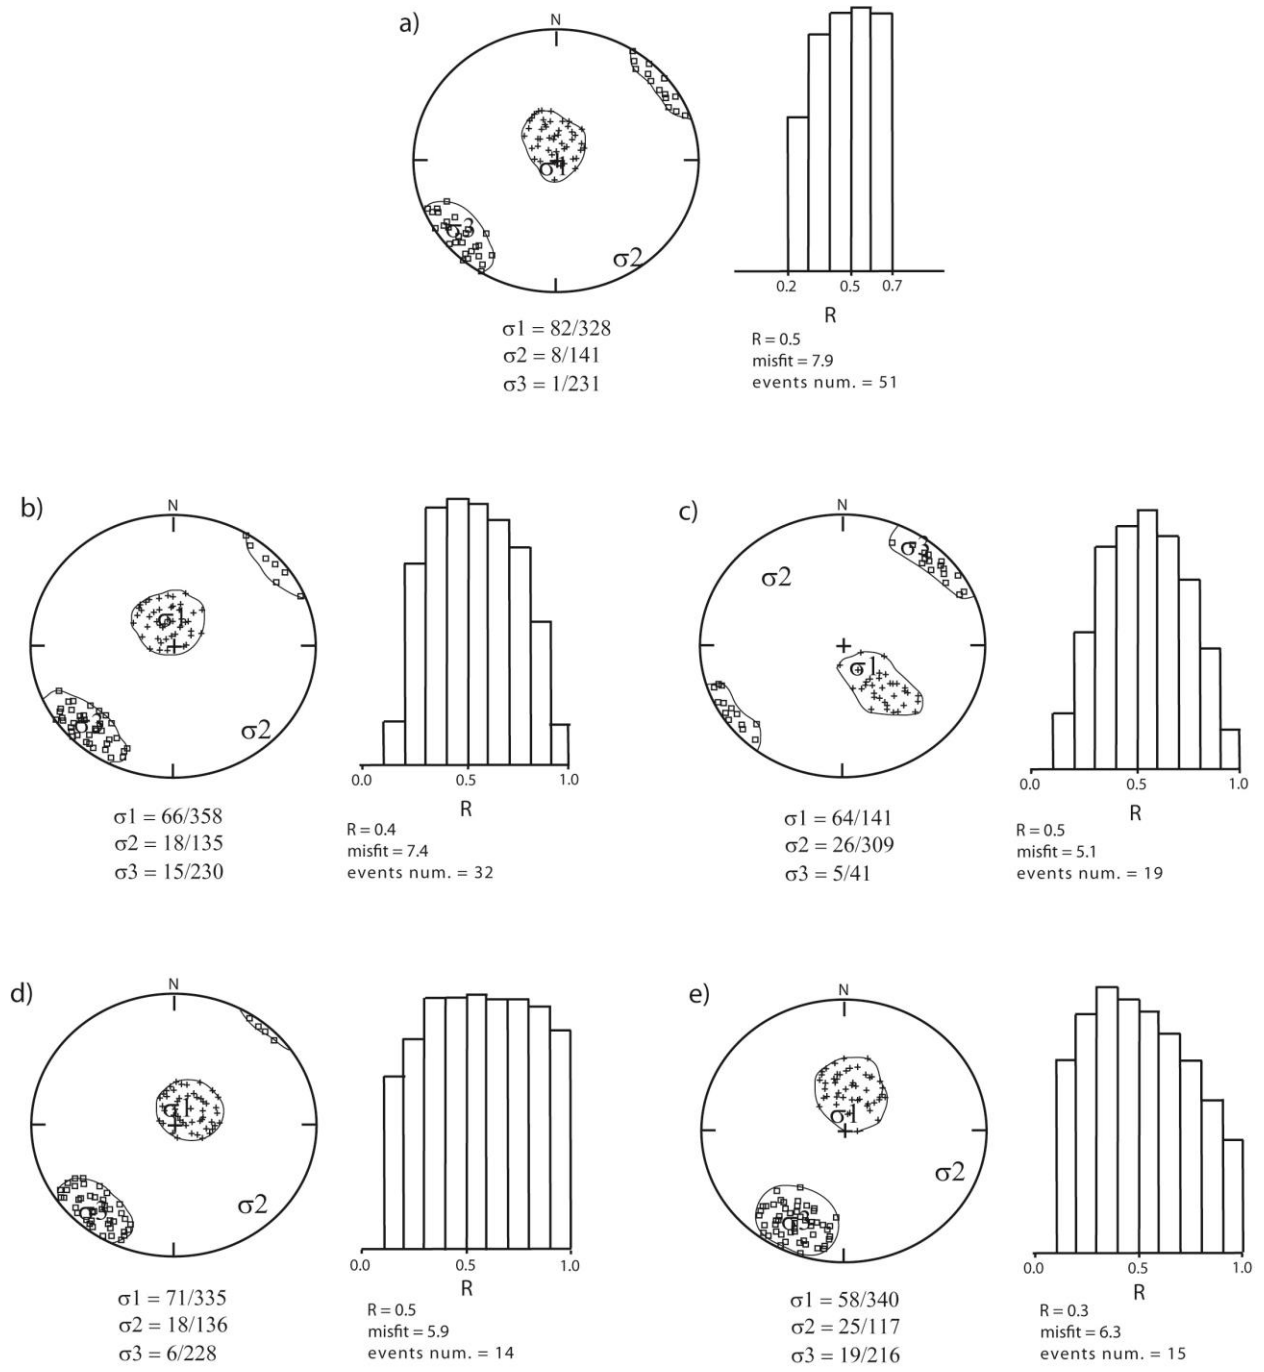 a)
N
σ1
σ3
σ2
0.2 0.5 0.7
R
σ1 = 82/328
σ2 = 8/141
σ3 = 1/231
R = 0.5
misfit = 7.9
events num. = 51
b)
N
σ1
σ3
σ2
0.0 0.5 1.0
R
σ1 = 66/358
σ2 = 18/135
σ3 = 15/230
R = 0.4
misfit = 7.4
events num. = 32
c)
N
σ3
σ2
σ1
0.0 0.5 1.0
R
σ1 = 64/141
σ2 = 26/309
σ3 = 5/41
R = 0.5
misfit = 5.1
events num. = 19
d)
N
σ1
σ3
σ2
0.0 0.5 1.0
R
σ1 = 71/335
σ2 = 18/136
σ3 = 6/228
R = 0.5
misfit = 5.9
events num. = 14
e)
N
σ1
σ2
σ3
0.0 0.5 1.0
R
σ1 = 58/340
σ2 = 25/117
σ3 = 19/216
R = 0.3
misfit = 6.3
events num. = 15